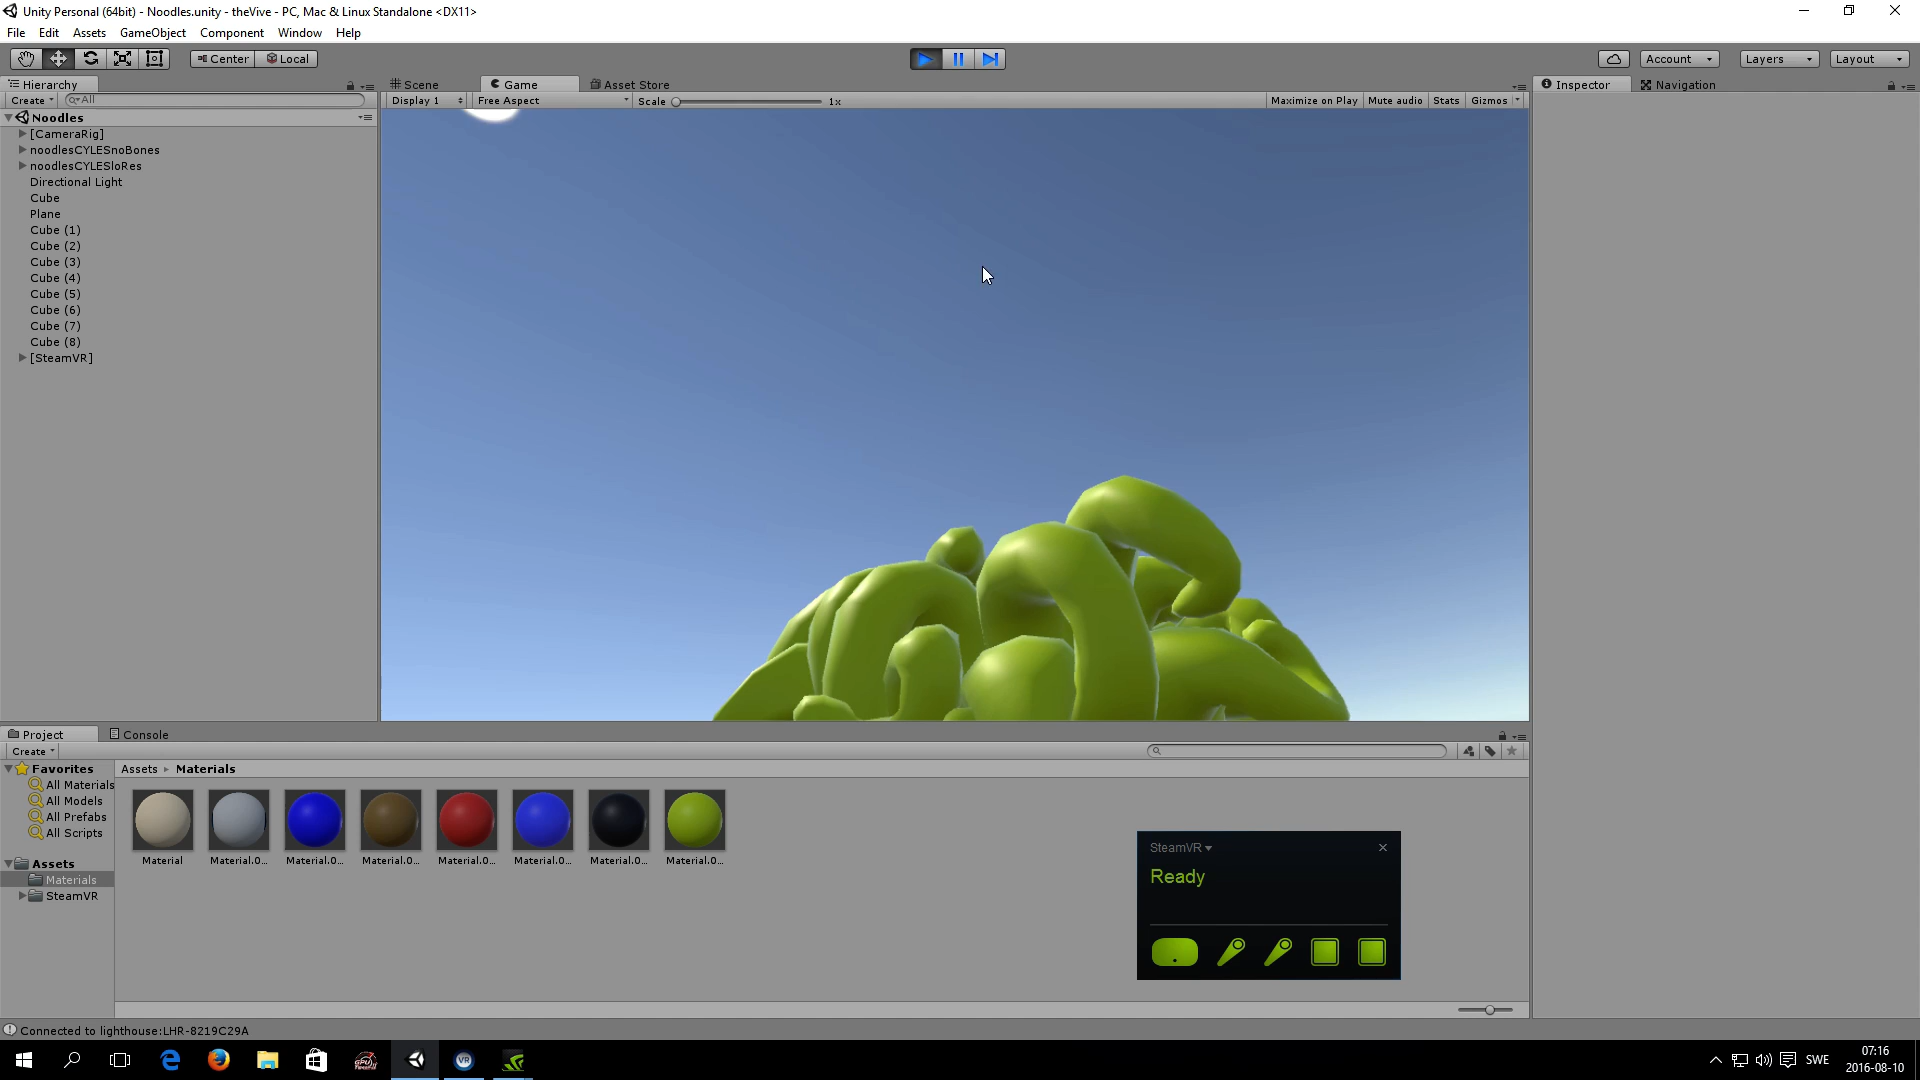 Unity Personal (64bit) - Noodles.unity - theVive - PC, Mac & Linux Standalone <DX11>
File Edit Assets GameObject Component Window Help
Center Local Account Layers Layout
Hierarchy Scene Game Asset Store Inspector Navigation
Create All Display 1 Free Aspect Scale 1x Maximize on Play Mute audio Stats Gizmos
Noodles
[CameraRig]
noodlesCYLESnoBones
noodlesCYLESloRes
Directional Light
Cube
Plane
Cube (1)
Cube (2)
Cube (3)
Cube (4)
Cube (5)
Cube (6)
Cube (7)
Cube (8)
[SteamVR]
Project Console
Create
Favorites
All Materials
All Models
All Prefabs
All Scripts
Assets
Materials
SteamVR
Assets Materials
Material Material.0... Material.0... Material.0... Material.0... Material.0... Material.0... Material.0...
SteamVR
Ready
Connected to lighthouse:LHR-8219C29A
GPU
VR
SWE
07:16
2016-08-10